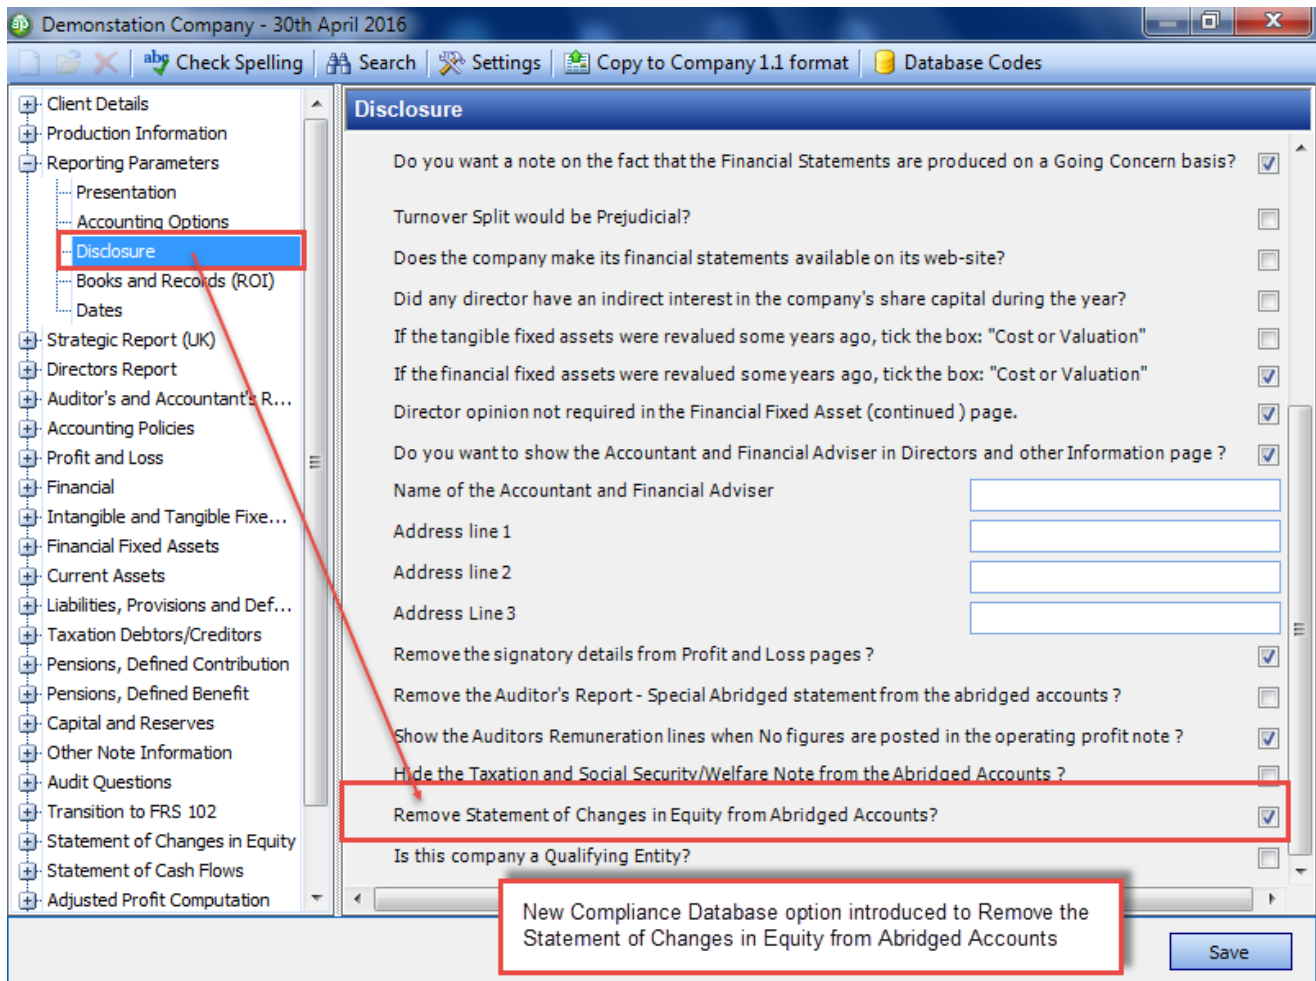 Demonstation Company - 30th April 2016
Check Spelling
Search
Settings
Copy to Company 1.1 format
Database Codes
Client Details
Production Information
Reporting Parameters
Presentation
Accounting Options
Disclosure
Books and Records (ROI)
Dates
Strategic Report (UK)
Directors Report
Auditor's and Accountant's R...
Accounting Policies
Profit and Loss
Financial
Intangible and Tangible Fixe...
Financial Fixed Assets
Current Assets
Liabilities, Provisions and Def...
Taxation Debtors/Creditors
Pensions, Defined Contribution
Pensions, Defined Benefit
Capital and Reserves
Other Note Information
Audit Questions
Transition to FRS 102
Statement of Changes in Equity
Statement of Cash Flows
Adjusted Profit Computation
Disclosure
Do you want a note on the fact that the Financial Statements are produced on a Going Concern basis?
Turnover Split would be Prejudicial?
Does the company make its financial statements available on its web-site?
Did any director have an indirect interest in the company's share capital during the year?
If the tangible fixed assets were revalued some years ago, tick the box: "Cost or Valuation"
If the financial fixed assets were revalued some years ago, tick the box: "Cost or Valuation"
Director opinion not required in the Financial Fixed Asset (continued ) page.
Do you want to show the Accountant and Financial Adviser in Directors and other Information page ?
Name of the Accountant and Financial Adviser
Address line 1
Address line 2
Address Line 3
Remove the signatory details from Profit and Loss pages ?
Remove the Auditor's Report - Special Abridged statement from the abridged accounts ?
Show the Auditors Remuneration lines when No figures are posted in the operating profit note ?
Hide the Taxation and Social Security/Welfare Note from the Abridged Accounts ?
Remove Statement of Changes in Equity from Abridged Accounts?
Is this company a Qualifying Entity?
New Compliance Database option introduced to Remove the
Statement of Changes in Equity from Abridged Accounts
Save